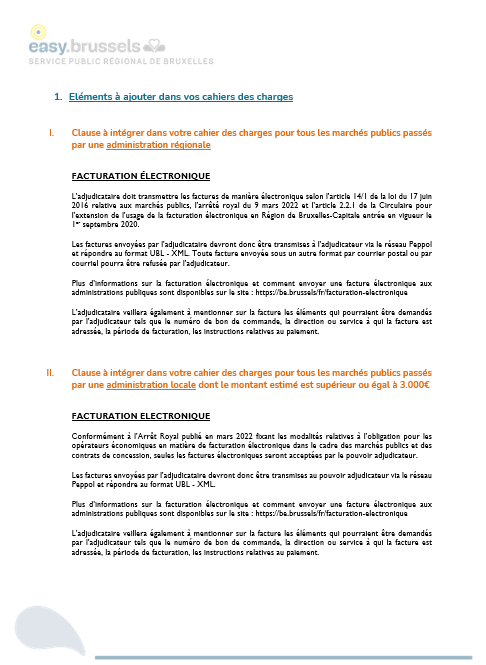 easy.brussels
SERVICE PUBLIC RÉGIONAL DE BRUXELLES
1. Eléments à ajouter dans vos cahiers des charges
I. Clause à intégrer dans votre cahier des charges pour tous les marchés publics passés
par une administration régionale
FACTURATION ÉLECTRONIQUE
L'adjudicataire doit transmettre les factures de manière électronique selon l'article 14/1 de la loi du 17 juin
2016 relative aux marchés publics, l'arrêté royal du 9 mars 2022 et l'article 2.2.1 de la Circulaire pour
l'extension de l'usage de la facturation électronique en Région de Bruxelles-Capitale entrée en vigueur le
1er septembre 2020.
Les factures envoyées par l'adjudicataire devront donc être transmises à l'adjudicateur via le réseau Peppol
et répondre au format UBL - XML. Toute facture envoyée sous un autre format par courrier postal ou par
courriel pourra être refusée par l'adjudicateur.
Plus d'informations sur la facturation électronique et comment envoyer une facture électronique aux
administrations publiques sont disponibles sur le site : https://be.brussels/fr/facturation-electronique
L'adjudicataire veillera également à mentionner sur la facture les éléments qui pourraient être demandés
par l'adjudicateur tels que le numéro de bon de commande, la direction ou service à qui la facture est
adressée, la période de facturation, les instructions relatives au paiement.
II. Clause à intégrer dans votre cahier des charges pour tous les marchés publics passés
par une administration locale dont le montant estimé est supérieur ou égal à 3.000€
FACTURATION ELECTRONIQUE
Conformément à l'Arrêt Royal publié en mars 2022 fixant les modalités relatives à l'obligation pour les
opérateurs économiques en matière de facturation électronique dans le cadre des marchés publics et des
contrats de concession, seules les factures électroniques seront acceptées par le pouvoir adjudicateur.
Les factures envoyées par l'adjudicataire devront donc être transmises au pouvoir adjudicateur via le réseau
Peppol et répondre au format UBL - XML.
Plus d'informations sur la facturation électronique et comment envoyer une facture électronique aux
administrations publiques sont disponibles sur le site : https://be.brussels/fr/facturation-electronique
L'adjudicataire veillera également à mentionner sur la facture les éléments qui pourraient être demandés
par l'adjudicateur tels que le numéro de bon de commande, la direction ou service à qui la facture est
adressée, la période de facturation, les instructions relatives au paiement.